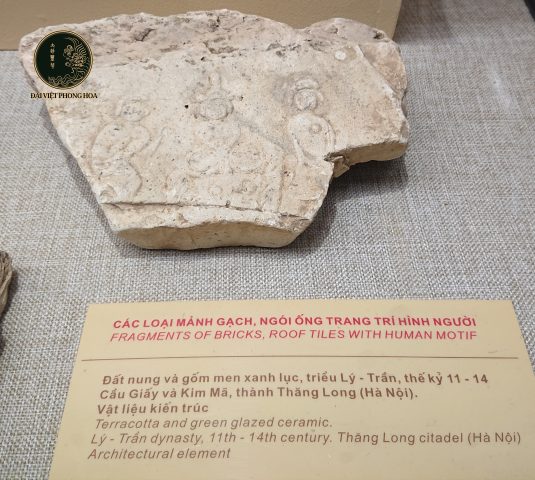 ĐẠI VIỆT PHONG HOA
CÁC LOẠI MẢNH GẠCH, NGÓI ỐNG TRANG TRÍ HÌNH NGƯỜI
FRAGMENTS OF BRICKS, ROOF TILES WITH HUMAN MOTIF
Đất nung và gốm men xanh lục, triều Lý - Trần, thế kỷ 11 - 14
Cầu Giấy và Kim Mã, thành Thăng Long (Hà Nội).
Vật liệu kiến trúc
Terracotta and green glazed ceramic.
Lý - Trần dynasty, 11th - 14th century. Thăng Long citadel (Hà Nội)
Architectural element